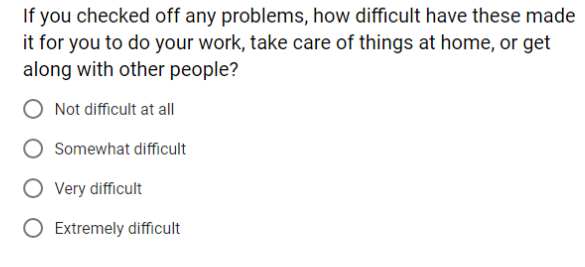 If you checked off any problems, how difficult have these made
it for you to do your work, take care of things at home, or get
along with other people?
Not difficult at all
Somewhat difficult
Very difficult
Extremely difficult